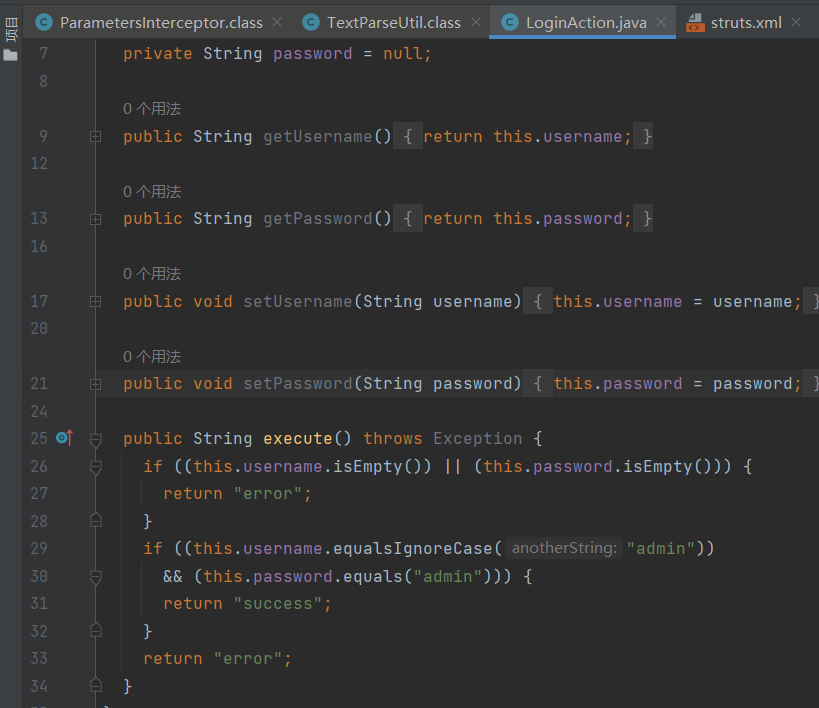 ParametersInterceptor.class TextParseUtil.class LoginAction.java struts.xml
项目
7 private String password = null;
8
0 个用法
9 public String getUsername() { return this.username; }
12
0 个用法
13 public String getPassword() { return this.password; }
16
0 个用法
17 public void setUsername(String username) { this.username = username; }
20
0 个用法
21 public void setPassword(String password) { this.password = password; }
24
25 public String execute() throws Exception {
26 if ((this.username.isEmpty()) || (this.password.isEmpty())) {
27 return "error";
28 }
29 if ((this.username.equalsIgnoreCase( anotherString: "admin"))
30 && (this.password.equals("admin"))) {
31 return "success";
32 }
33 return "error";
34 }